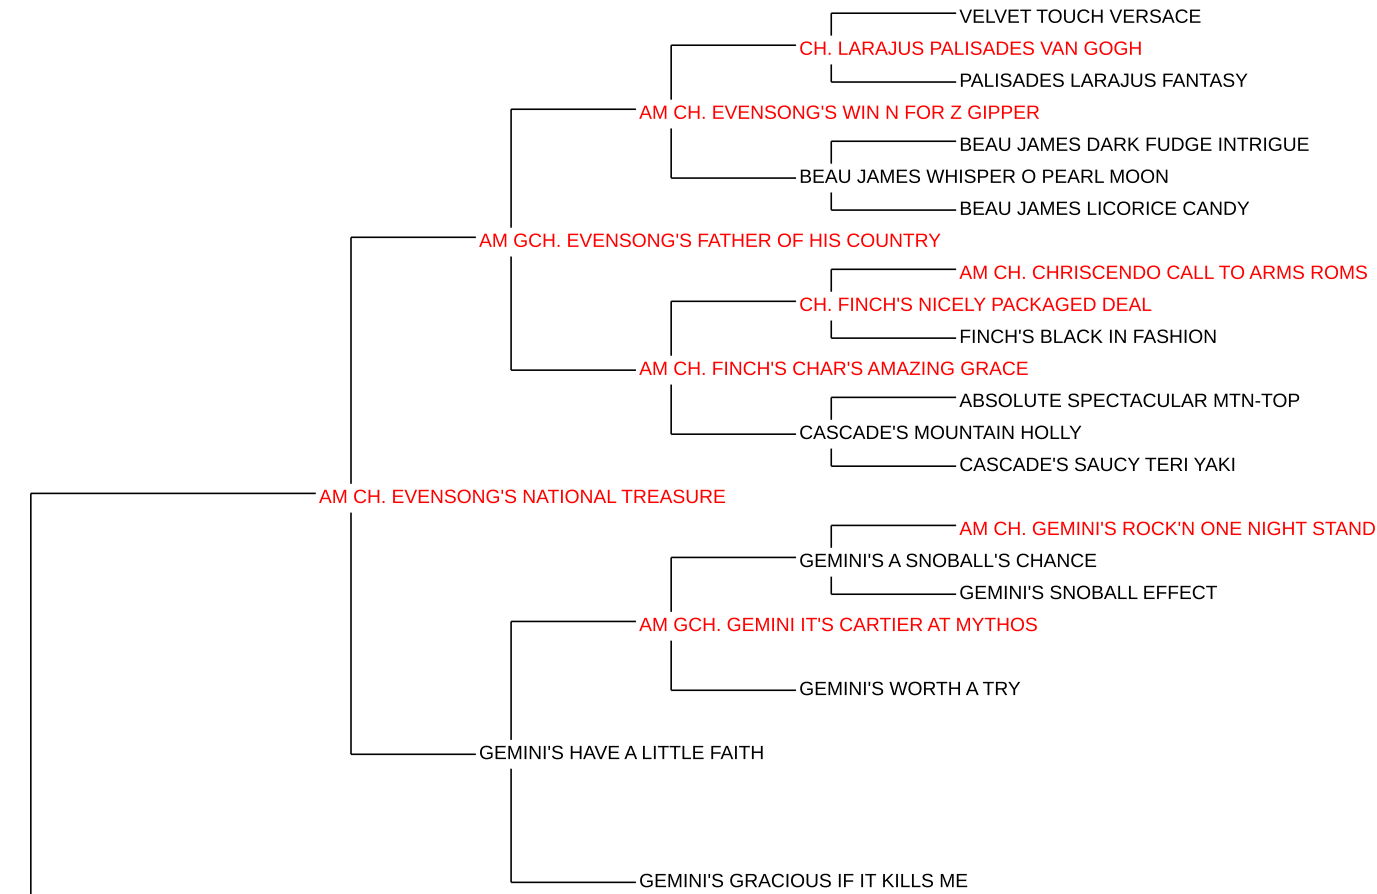 VELVET TOUCH VERSACE
CH. LARAJUS PALISADES VAN GOGH
PALISADES LARAJUS FANTASY
AM CH. EVENSONG'S WIN N FOR Z GIPPER
BEAU JAMES DARK FUDGE INTRIGUE
BEAU JAMES WHISPER O PEARL MOON
BEAU JAMES LICORICE CANDY
AM GCH. EVENSONG'S FATHER OF HIS COUNTRY
AM CH. CHRISCENDO CALL TO ARMS ROMS
CH. FINCH'S NICELY PACKAGED DEAL
FINCH'S BLACK IN FASHION
AM CH. FINCH'S CHAR'S AMAZING GRACE
ABSOLUTE SPECTACULAR MTN-TOP
CASCADE'S MOUNTAIN HOLLY
CASCADE'S SAUCY TERI YAKI
AM CH. EVENSONG'S NATIONAL TREASURE
AM CH. GEMINI'S ROCK'N ONE NIGHT STAND
GEMINI'S A SNOBALL'S CHANCE
GEMINI'S SNOBALL EFFECT
AM GCH. GEMINI IT'S CARTIER AT MYTHOS
GEMINI'S WORTH A TRY
GEMINI'S HAVE A LITTLE FAITH
GEMINI'S GRACIOUS IF IT KILLS ME